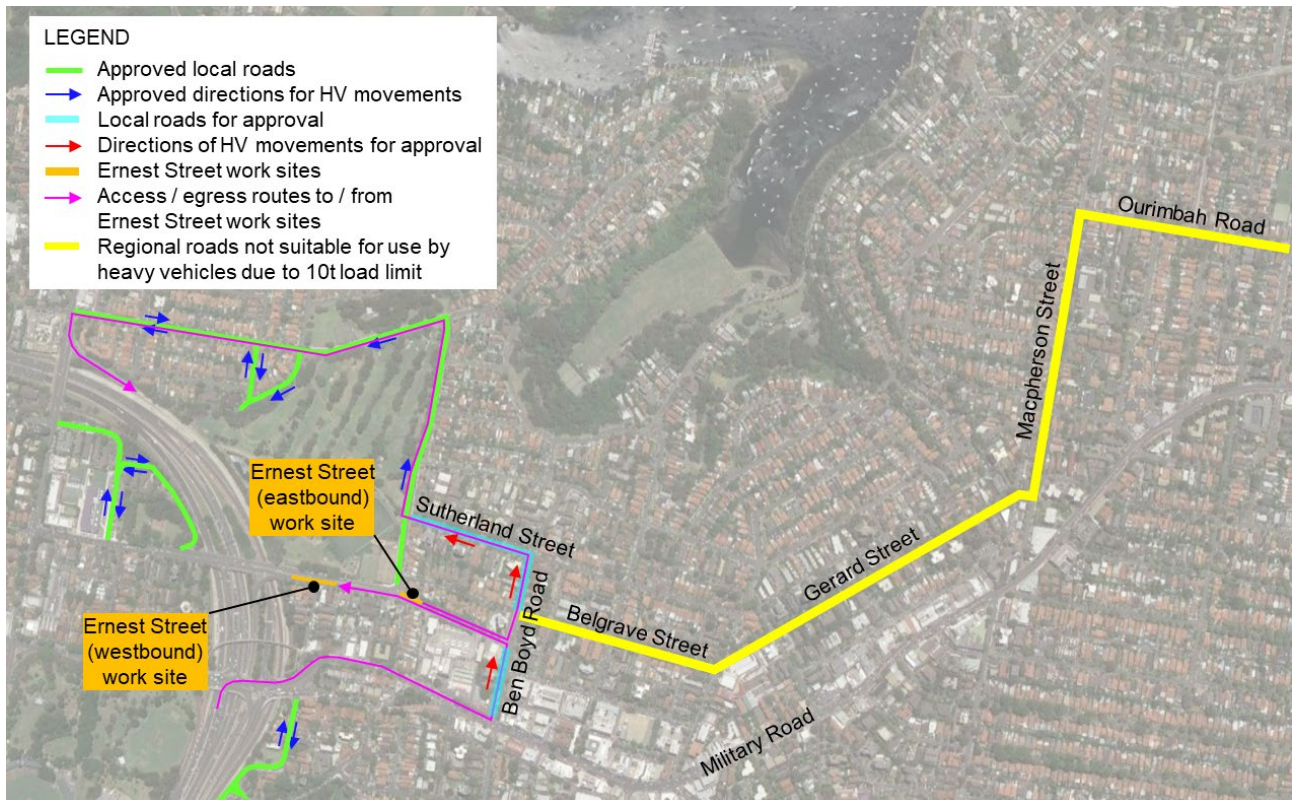 LEGEND
Approved local roads
Approved directions for HV movements
Local roads for approval
Directions of HV movements for approval
Ernest Street work sites
Access / egress routes to / from
Ernest Street work sites
Regional roads not suitable for use by
heavy vehicles due to 10t load limit
Ourimbah Road
Macpherson Street
Ernest Street
(eastbound)
work site
Sutherland Street
Gerard Street
Belgrave Street
Ben Boyd Road
Ernest Street
(westbound)
work site
Military Road